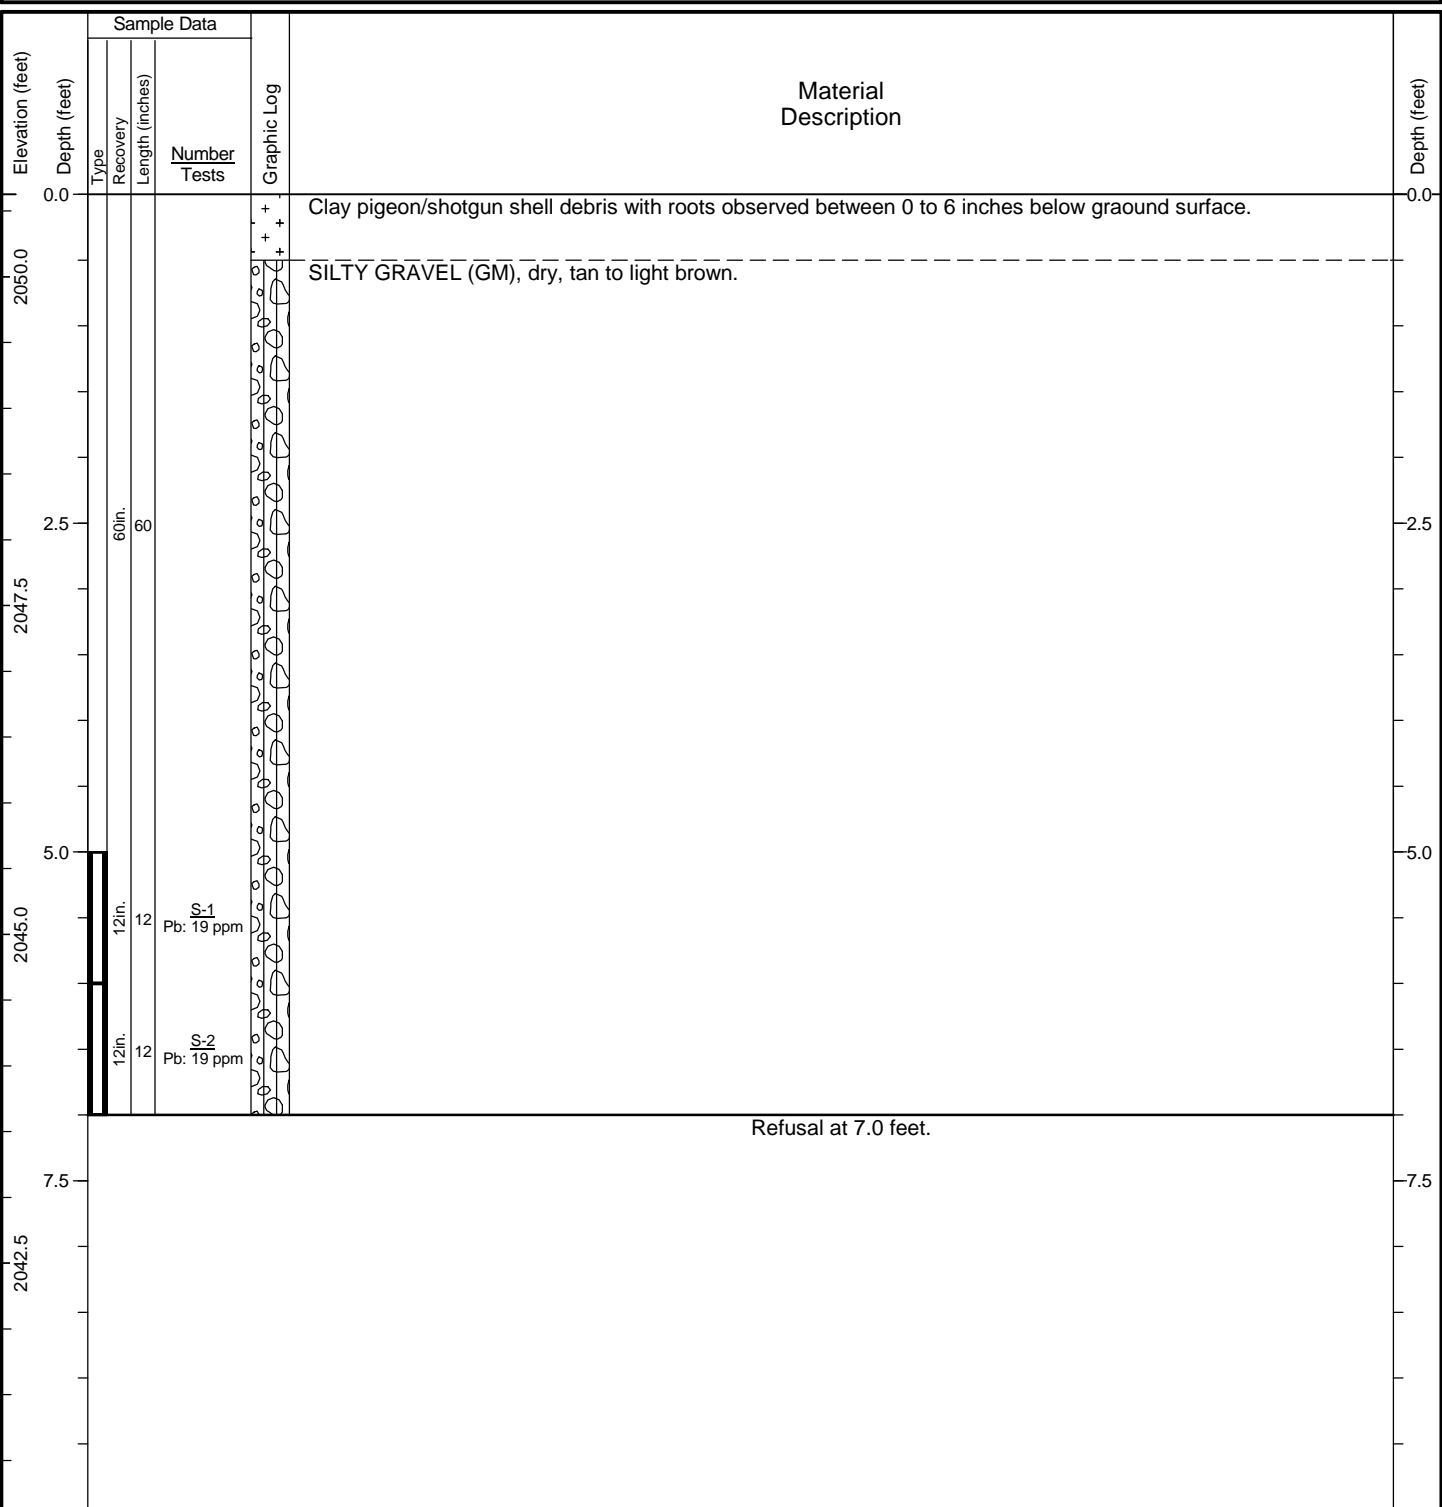 Sample Data
Elevation (feet)
Depth (feet)
Type
Recovery
Length (inches)
Number
Tests
Graphic Log
Material
Description
Depth (feet)
0.0
0.0
Clay pigeon/shotgun shell debris with roots observed between 0 to 6 inches below graound surface.
2050.0
SILTY GRAVEL (GM), dry, tan to light brown.
2.5
60in.
60
2.5
2047.5
5.0
5.0
2045.0
12in.
12
S-1
Pb: 19 ppm
12in.
12
S-2
Pb: 19 ppm
Refusal at 7.0 feet.
7.5
7.5
2042.5